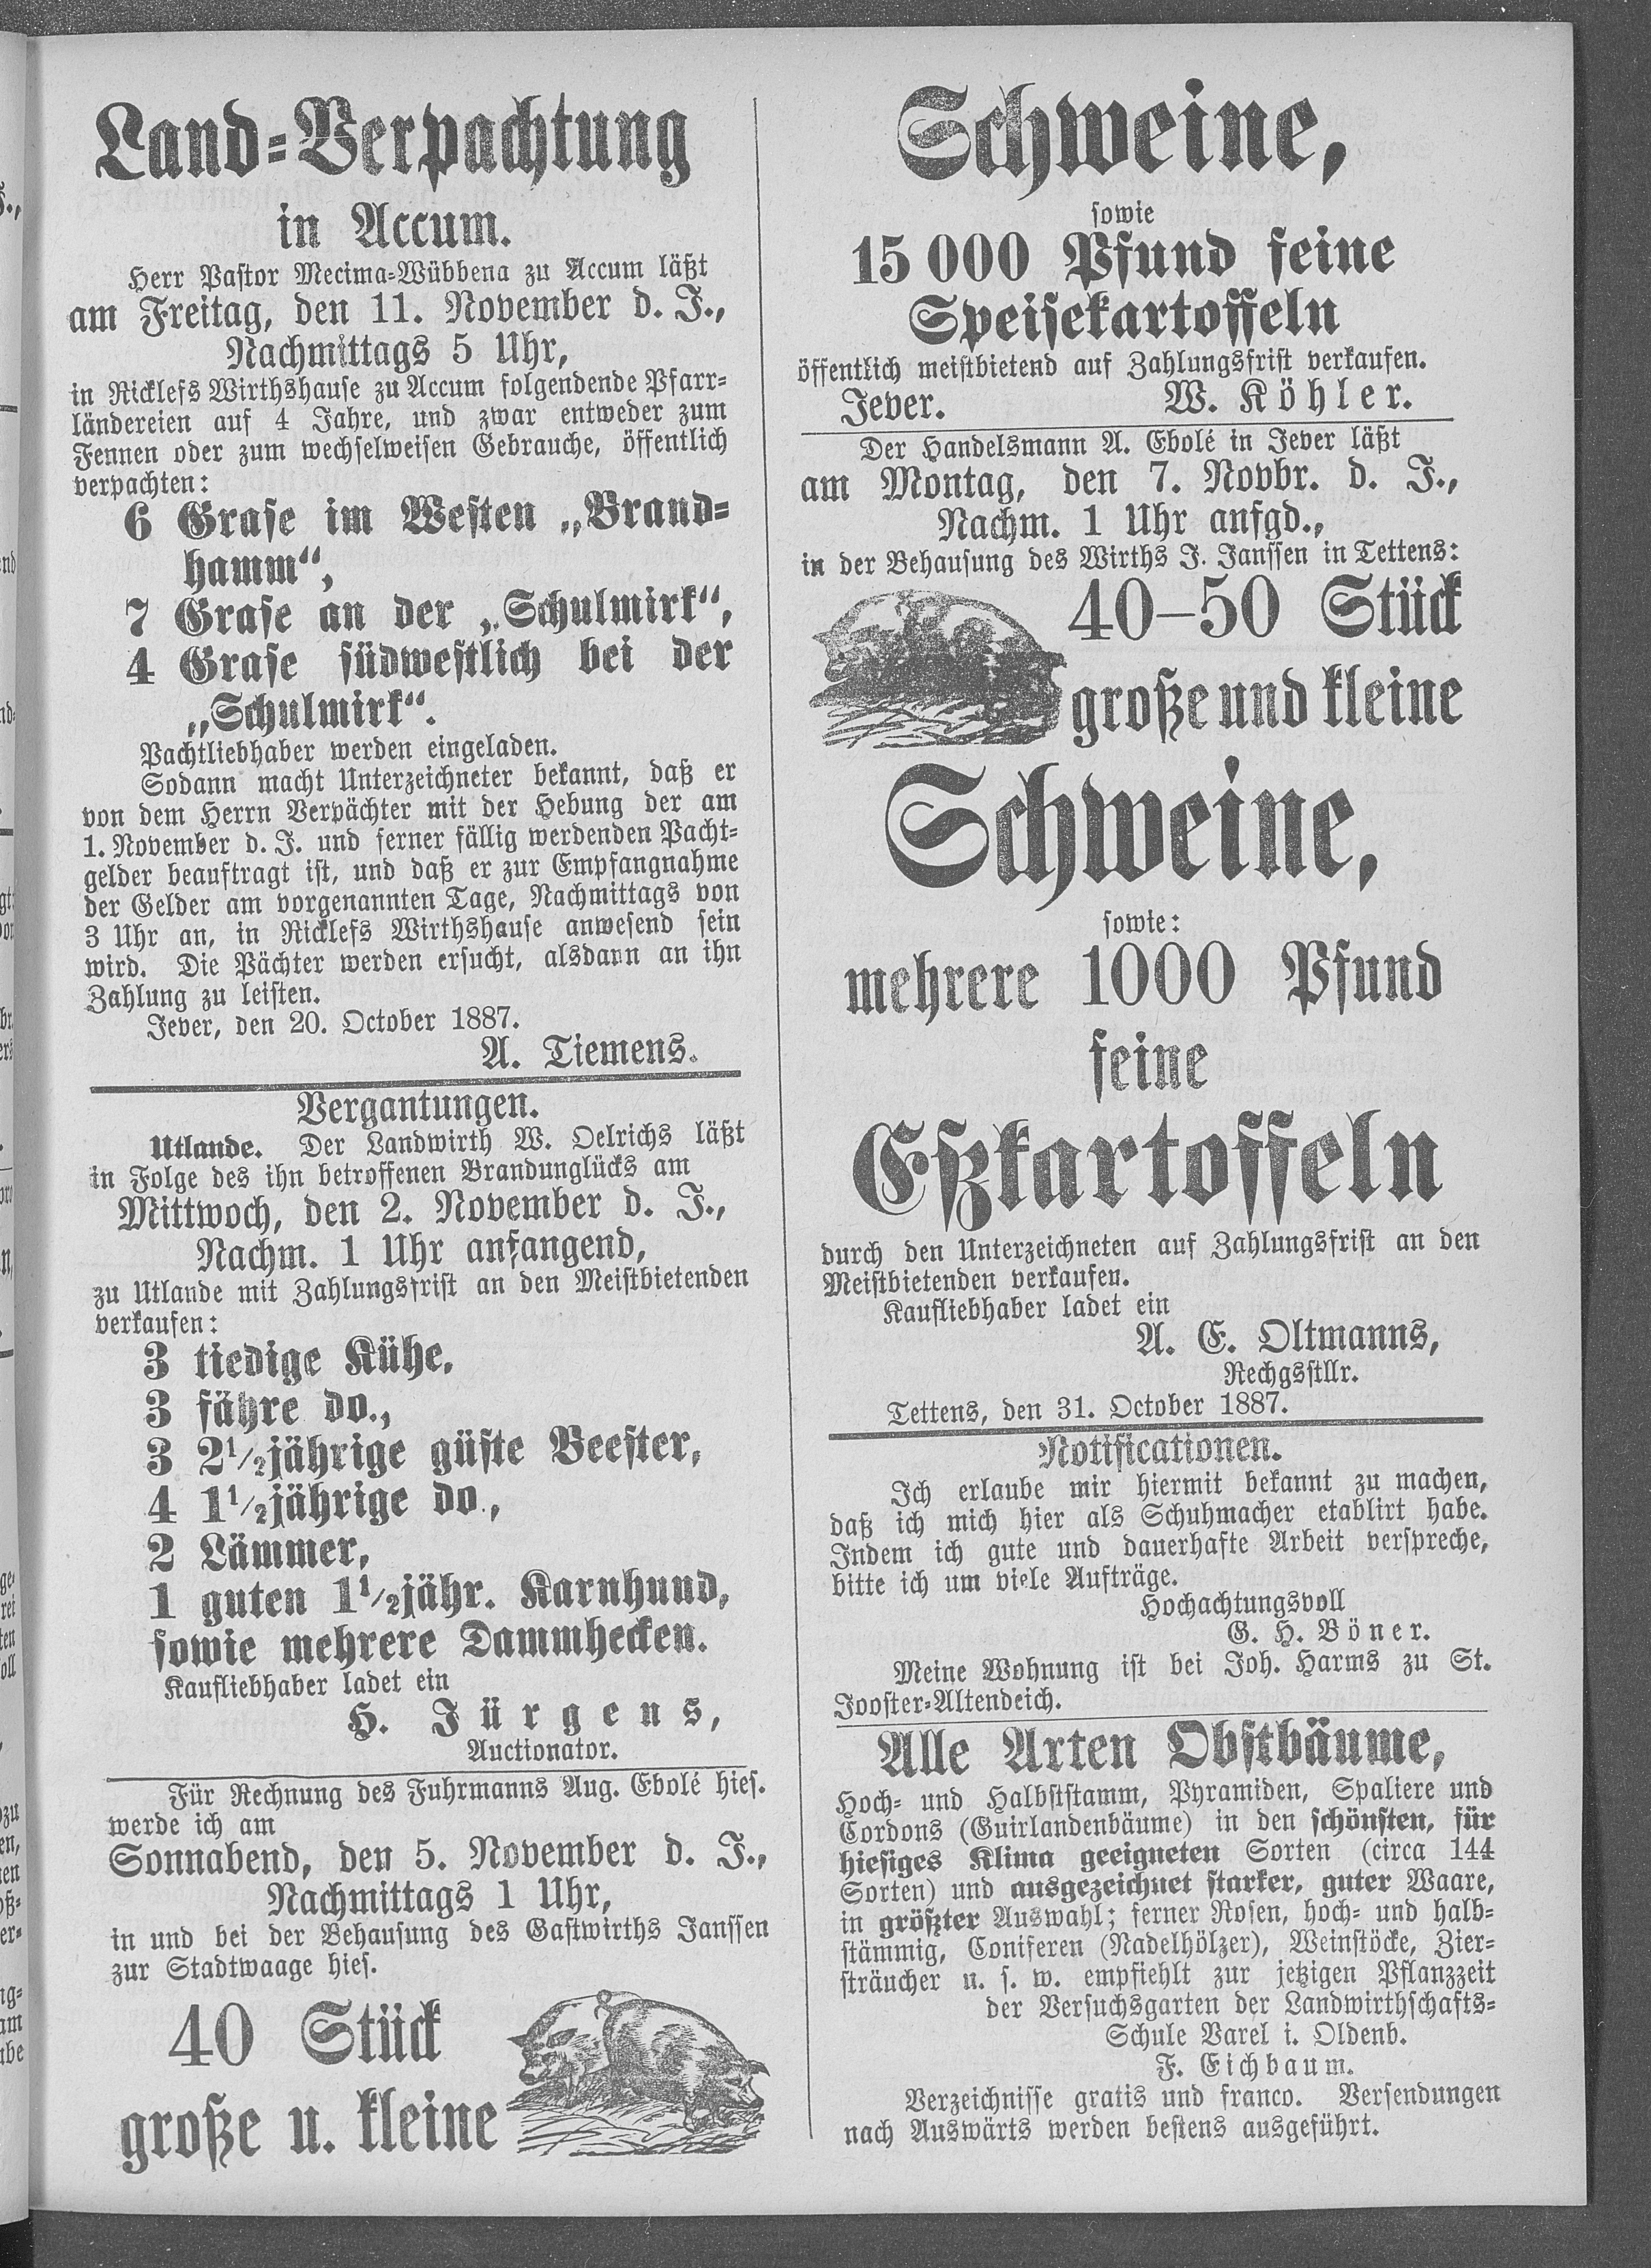 Land-Verpachtung
in Accum.
Herr Pastor Mecima-Wübbena zu Accum läßt
am Freitag, den 11. November d. J.,
Nachmittags 5 Uhr,
in Ricklefs Wirthshause zu Accum folgendende Pfarr-
ländereien auf 4 Jahre, und zwar entweder zum
Fennen oder zum wechselweisen Gebrauche, öffentlich
verpachten:
6 Grase im Westen „Brand-
hamm“,
7 Grase an der „Schulmirk“,
4 Grase südwestlich bei der
„Schulmirk“.
Pachtliebhaber werden eingeladen.
Sodann macht Unterzeichneter bekannt, daß er
von dem Herrn Verpächter mit der Hebung der am
1. November d. J. und ferner fällig werdenden Pacht-
gelder beauftragt ist, und daß er zur Empfangnahme
der Gelder am vorgenannten Tage, Nachmittags von
3 Uhr an, in Ricklefs Wirthshause anwesend sein
wird. Die Pächter werden ersucht, alsdann an ihn
Zahlung zu leisten.
Jever, den 20. October 1887.
A. Tiemens.
Vergantungen.
Utlande. Der Landwirth W. Oelrichs läßt
in Folge des ihn betroffenen Brandunglücks am
Mittwoch, den 2. November d. J.,
Nachm. 1 Uhr anfangend,
zu Utlande mit Zahlungsfrist an den Meistbietenden
verkaufen:
3 tiedige Kühe,
3 fähre do.,
3 2½jährige güste Beester,
4 1½jährige do.,
2 Lämmer,
1 guten 1½jähr. Karnhund,
sowie mehrere Dammhecken.
Kaufliebhaber ladet ein
H. Jürgens,
Auctionator.
Für Rechnung des Fuhrmanns Aug. Ebolé hies.
werde ich am
Sonnabend, den 5. November d. J.,
Nachmittags 1 Uhr,
in und bei der Behausung des Gastwirths Janssen
zur Stadtwaage hies.
40 Stück
große u. kleine
Schweine,
sowie
15 000 Pfund feine
Speisekartoffeln
öffentlich meistbietend auf Zahlungsfrist verkaufen.
Jever. W. Köhler.
Der Handelsmann A. Ebolé in Jever läßt
am Montag, den 7. Novbr. d. J.,
Nachm. 1 Uhr anfgd.,
in der Behausung des Wirths J. Janssen in Tettens:
40–50 Stück
große und kleine
Schweine,
sowie:
mehrere 1000 Pfund
feine
Eßkartoffeln
durch den Unterzeichneten auf Zahlungsfrist an den
Meistbietenden verkaufen.
Kaufliebhaber ladet ein
A. E. Oltmanns,
Rechgsstllr.
Tettens, den 31. October 1887.
Notificationen.
Ich erlaube mir hiermit bekannt zu machen,
daß ich mich hier als Schuhmacher etablirt habe.
Indem ich gute und dauerhafte Arbeit verspreche,
bitte ich um viele Aufträge.
Hochachtungsvoll
G. H. Böner.
Meine Wohnung ist bei Joh. Harms zu St.
Jooster-Altendeich.
Alle Arten Obstbäume,
Hoch- und Halbststamm, Pyramiden, Spaliere und
Cordons (Guirlandenbäume) in den schönsten, für
hiesiges Klima geeigneten Sorten (circa 144
Sorten) und ausgezeichnet starker, guter Waare,
in größter Auswahl; ferner Rosen, hoch- und halb-
stämmig, Coniferen (Nadelhölzer), Weinstöcke, Zier-
sträucher u. s. w. empfiehlt zur jetzigen Pflanzzeit
der Versuchsgarten der Landwirthschafts-
Schule Varel i. Oldenb.
F. Eichbaum.
Verzeichnisse gratis und franco. Versendungen
nach Auswärts werden bestens ausgeführt.